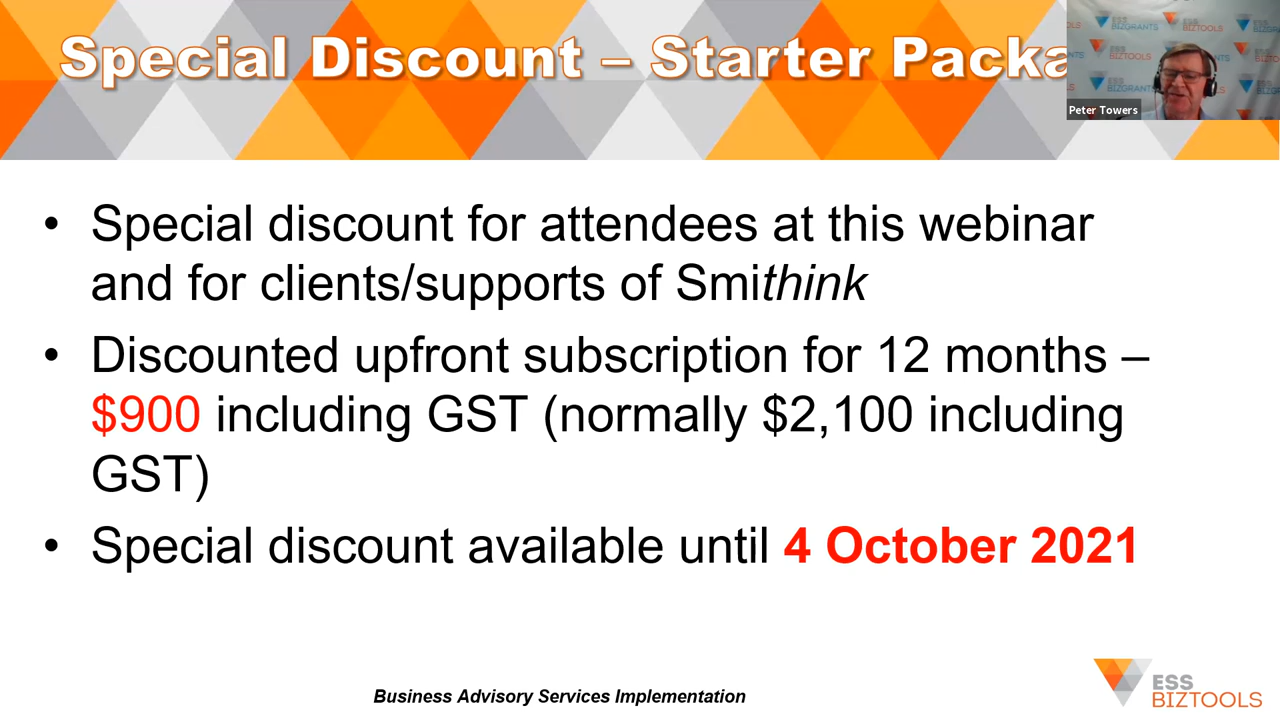 Special Discount – Starter Packa
Peter Towers
• Special discount for attendees at this webinar
and for clients/supports of Smithink
• Discounted upfront subscription for 12 months –
$900 including GST (normally $2,100 including
GST)
• Special discount available until 4 October 2021
Business Advisory Services Implementation
ESS
BIZTOOLS